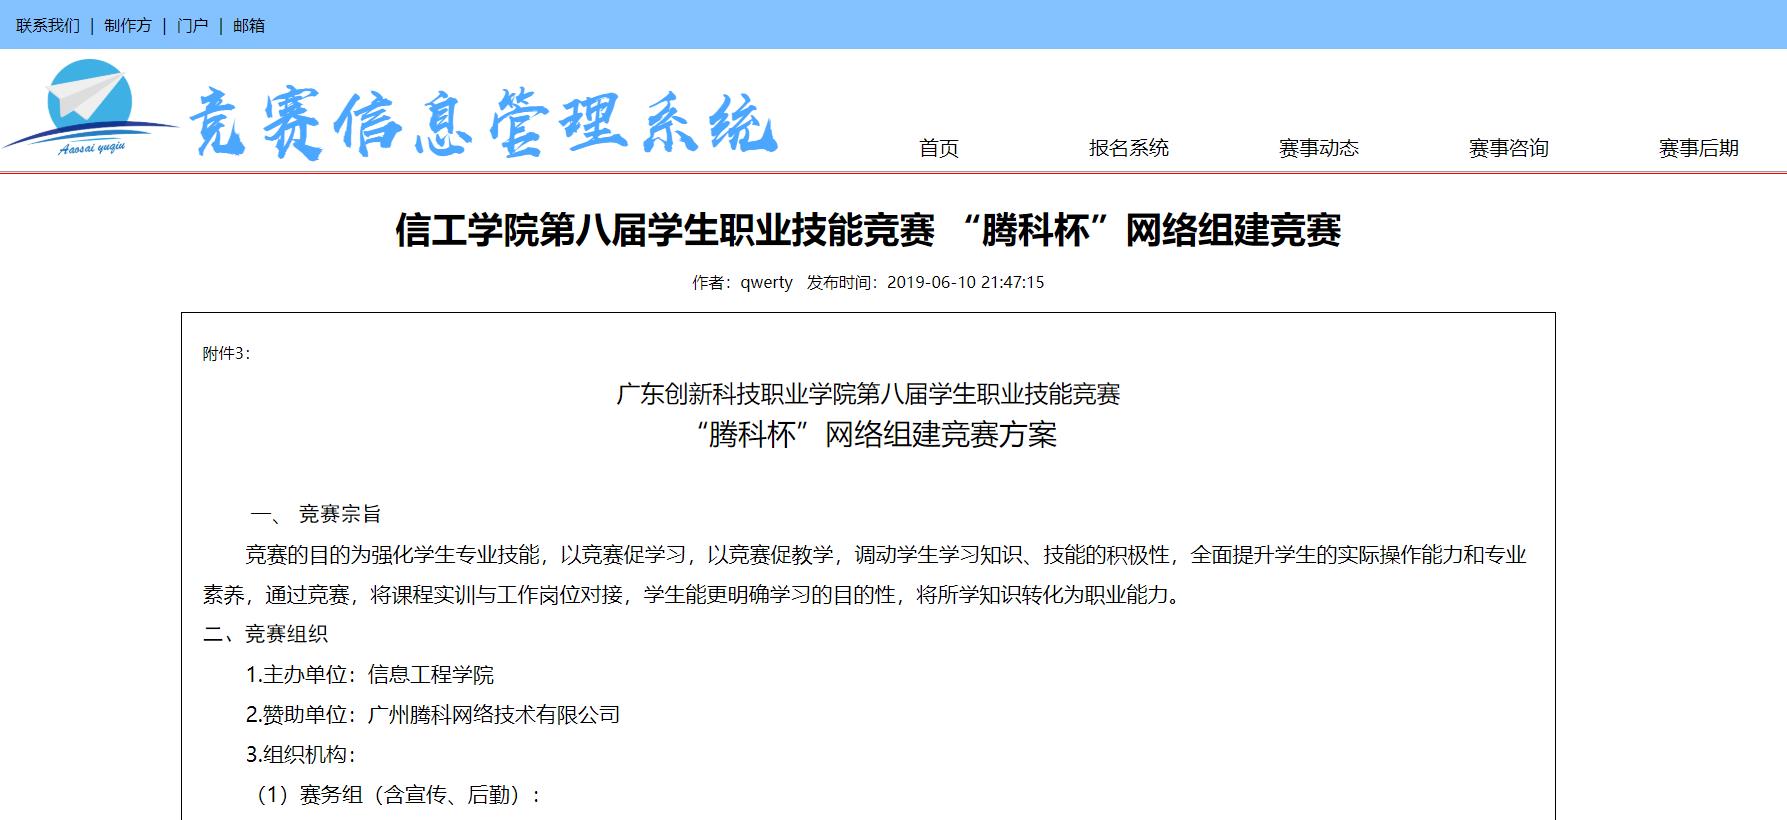 联系我们 | 制作方 | 门户 | 邮箱
Aaosai yuqiu
竞赛信息管理系统
首页 报名系统 赛事动态 赛事咨询 赛事后期
信工学院第八届学生职业技能竞赛 “腾科杯”网络组建竞赛
作者：qwerty 发布时间：2019-06-10 21:47:15
附件3：
广东创新科技职业学院第八届学生职业技能竞赛
“腾科杯”网络组建竞赛方案
一、 竞赛宗旨
竞赛的目的为强化学生专业技能，以竞赛促学习，以竞赛促教学，调动学生学习知识、技能的积极性，全面提升学生的实际操作能力和专业
素养，通过竞赛，将课程实训与工作岗位对接，学生能更明确学习的目的性，将所学知识转化为职业能力。
二、竞赛组织
1.主办单位：信息工程学院
2.赞助单位：广州腾科网络技术有限公司
3.组织机构：
（1）赛务组（含宣传、后勤）：